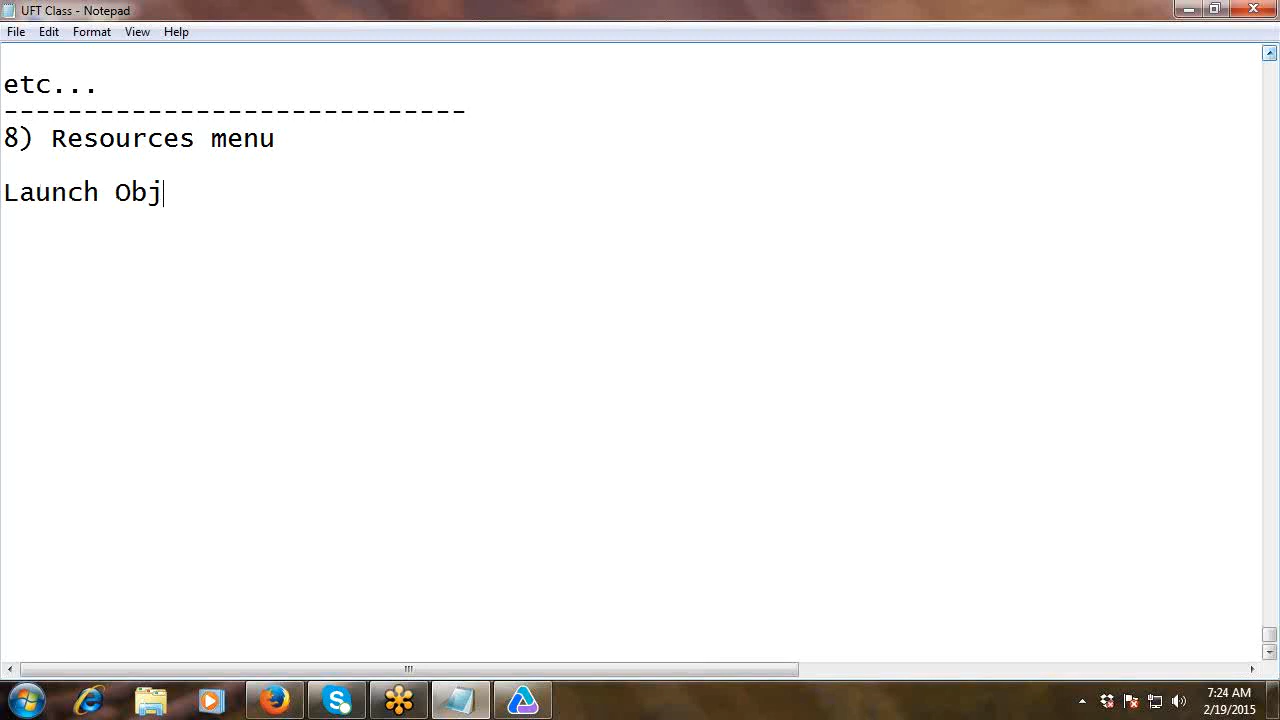 UFT Class - Notepad
File Edit Format View Help
etc...
-----------------------------
8) Resources menu
Launch Obj
7:24 AM
2/19/2015